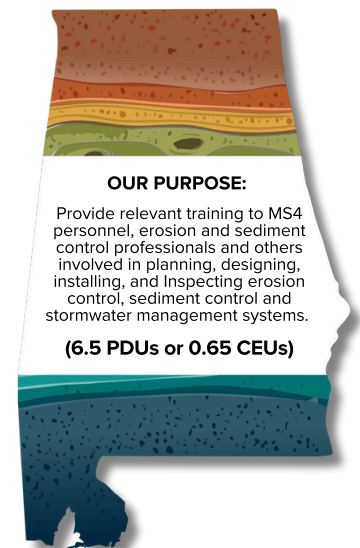 OUR PURPOSE:
Provide relevant training to MS4
personnel, erosion and sediment
control professionals and others
involved in planning, designing,
installing, and Inspecting erosion
control, sediment control and
stormwater management systems.
(6.5 PDUs or 0.65 CEUs)